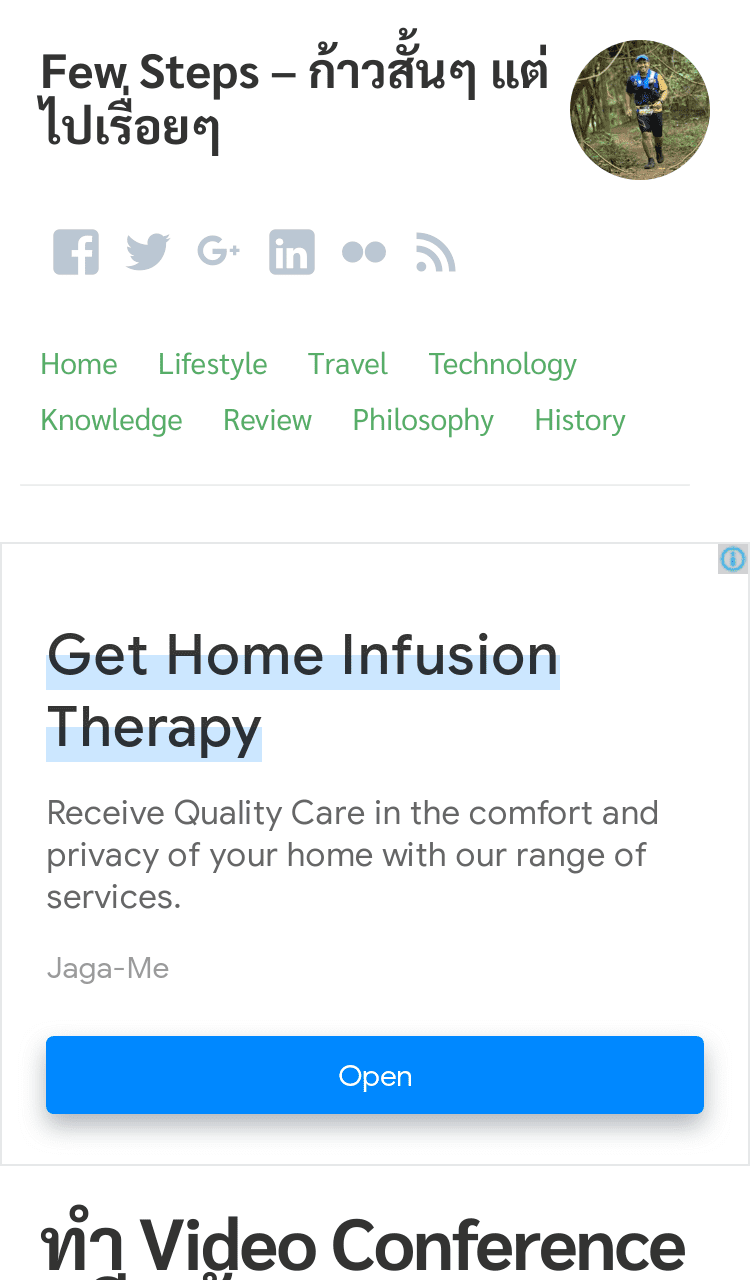 Few Steps – ก้าวสั้นๆ แต่
ไปเรื่อยๆ
Home Lifestyle Travel Technology
Knowledge Review Philosophy History
Get Home Infusion
Therapy
Receive Quality Care in the comfort and
privacy of your home with our range of
services.
Jaga-Me
Open
ทำ Video Conference